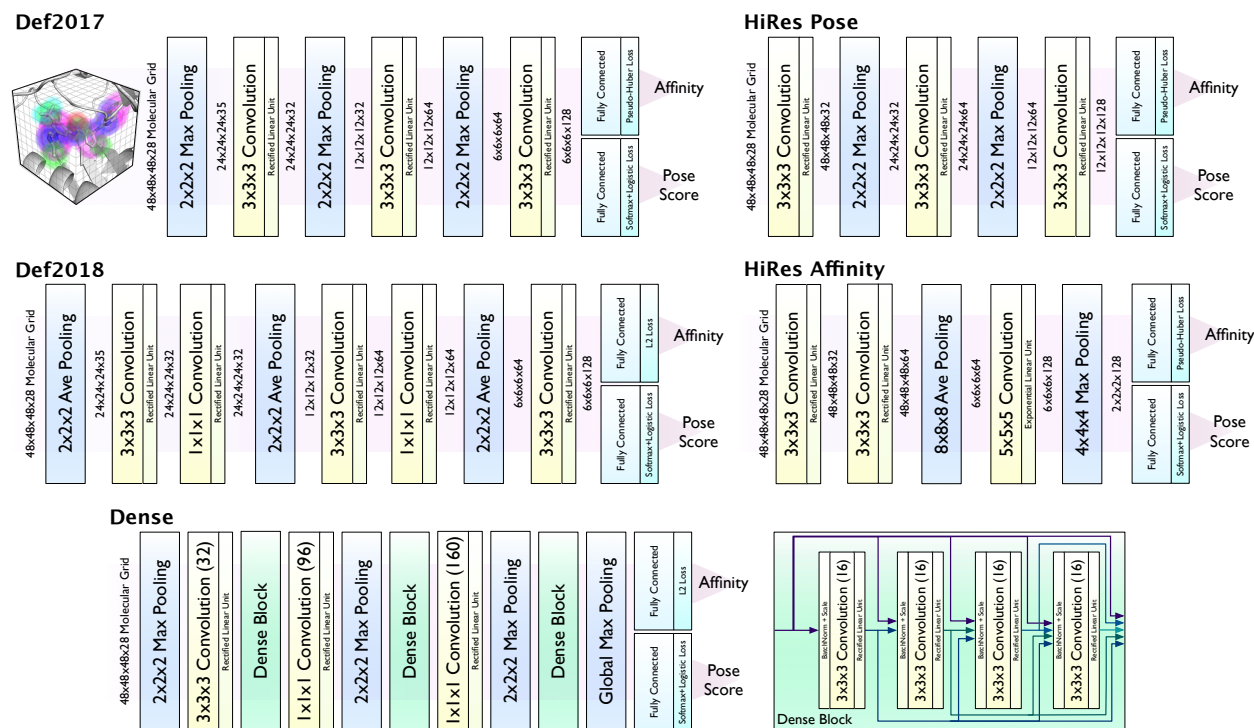 Def2017
48x48x48x28 Molecular Grid
2x2x2 Max Pooling
24x24x24x35
3x3x3 Convolution
Rectified Linear Unit
24x24x24x32
2x2x2 Max Pooling
12x12x12x32
3x3x3 Convolution
Rectified Linear Unit
12x12x12x64
2x2x2 Max Pooling
6x6x6x64
3x3x3 Convolution
Rectified Linear Unit
6x6x6x128
Fully Connected
Pseudo-Huber Loss
Affinity
Fully Connected
Softmax+Logistic Loss
Pose
Score
HiRes Pose
48x48x48x28 Molecular Grid
3x3x3 Convolution
Rectified Linear Unit
48x48x48x32
2x2x2 Max Pooling
24x24x24x32
3x3x3 Convolution
Rectified Linear Unit
24x24x24x64
2x2x2 Max Pooling
12x12x12x64
3x3x3 Convolution
Rectified Linear Unit
12x12x12x128
Fully Connected
Pseudo-Huber Loss
Affinity
Fully Connected
Softmax+Logistic Loss
Pose
Score
Def2018
48x48x48x28 Molecular Grid
2x2x2 Ave Pooling
24x24x24x35
3x3x3 Convolution
Rectified Linear Unit
24x24x24x32
1x1x1 Convolution
Rectified Linear Unit
24x24x24x32
2x2x2 Ave Pooling
12x12x12x32
3x3x3 Convolution
Rectified Linear Unit
12x12x12x64
1x1x1 Convolution
Rectified Linear Unit
12x12x12x64
2x2x2 Ave Pooling
6x6x6x64
3x3x3 Convolution
Rectified Linear Unit
6x6x6x128
Fully Connected
L2 Loss
Affinity
Fully Connected
Softmax+Logistic Loss
Pose
Score
HiRes Affinity
48x48x48x28 Molecular Grid
3x3x3 Convolution
Rectified Linear Unit
48x48x48x32
3x3x3 Convolution
Rectified Linear Unit
48x48x48x64
8x8x8 Ave Pooling
6x6x6x64
5x5x5 Convolution
Exponential Linear Unit
6x6x6x128
4x4x4 Max Pooling
2x2x2x128
Fully Connected
Pseudo-Huber Loss
Affinity
Fully Connected
Softmax+Logistic Loss
Pose
Score
Dense
48x48x48x28 Molecular Grid
2x2x2 Max Pooling
3x3x3 Convolution (32)
Rectified Linear Unit
Dense Block
1x1x1 Convolution (96)
Rectified Linear Unit
2x2x2 Max Pooling
Dense Block
1x1x1 Convolution (160)
Rectified Linear Unit
2x2x2 Max Pooling
Dense Block
Global Max Pooling
Fully Connected
L2 Loss
Affinity
Fully Connected
Softmax+Logistic Loss
Pose
Score
BatchNorm + Scale
3x3x3 Convolution (16)
Rectified Linear Unit
BatchNorm + Scale
3x3x3 Convolution (16)
Rectified Linear Unit
BatchNorm + Scale
3x3x3 Convolution (16)
Rectified Linear Unit
BatchNorm + Scale
3x3x3 Convolution (16)
Rectified Linear Unit
Dense Block